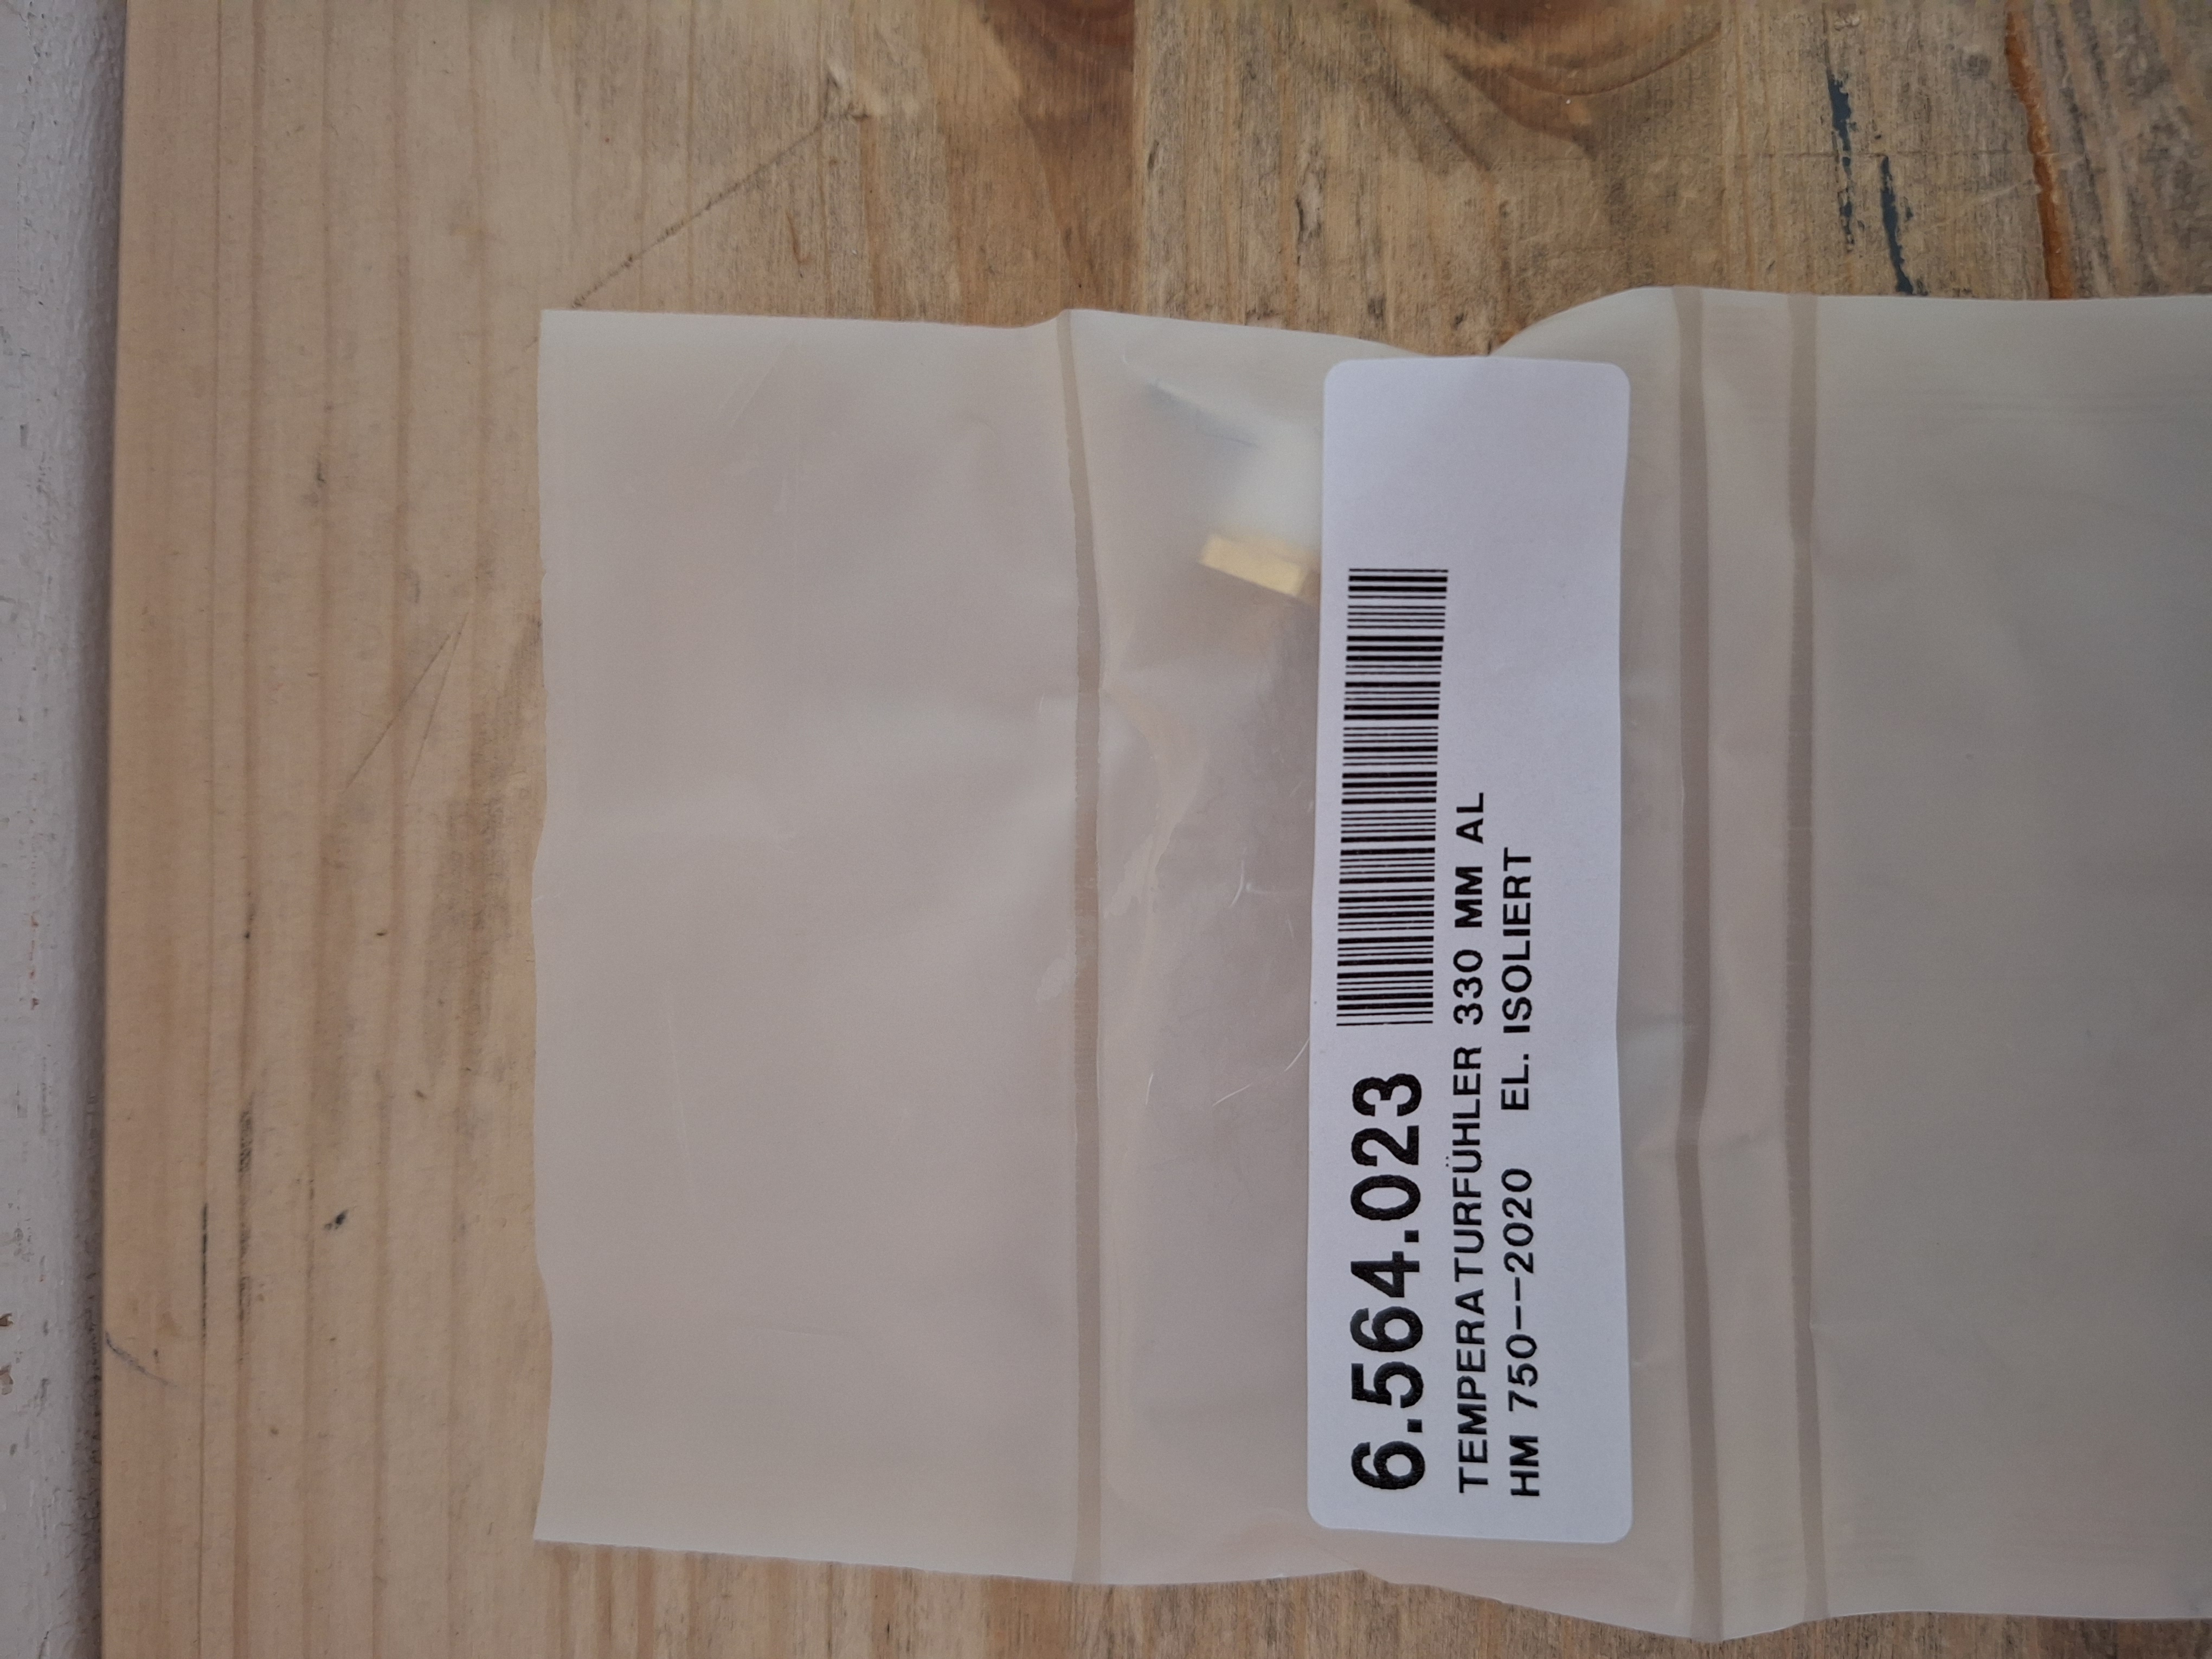 6.564.023
TEMPERATURFÜHLER 330 MM AL
HM 750--2020 EL. ISOLIERT